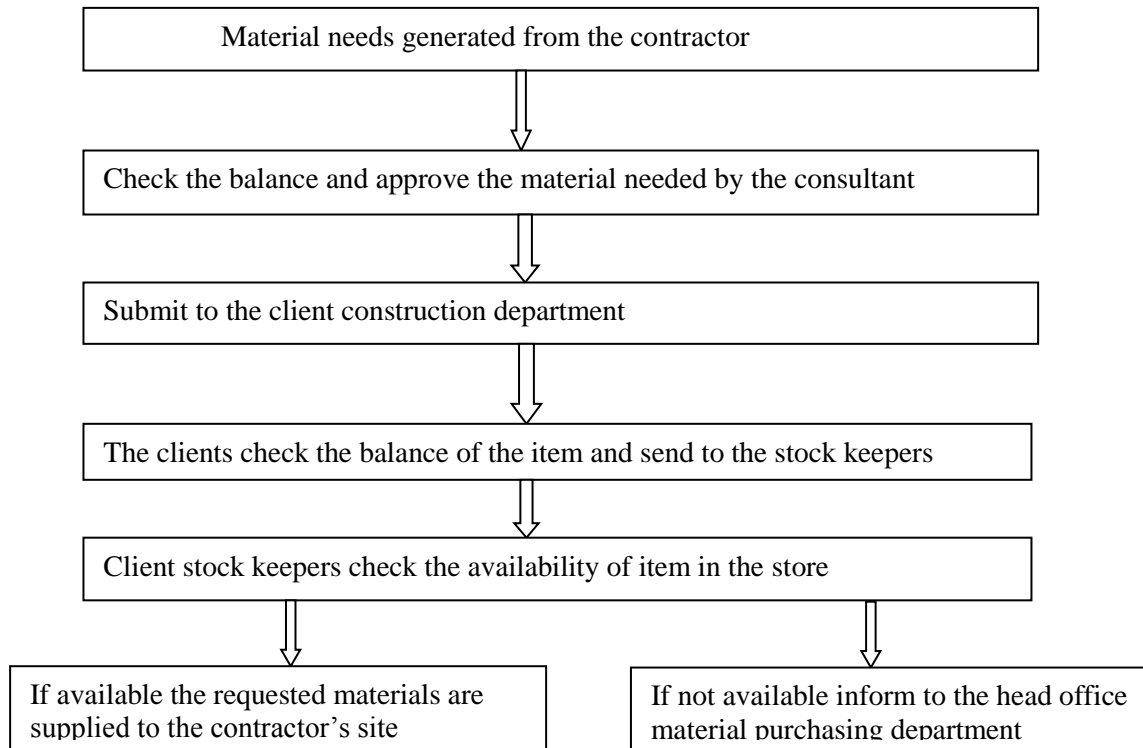 Material needs generated from the contractor
Check the balance and approve the material needed by the consultant
Submit to the client construction department
The clients check the balance of the item and send to the stock keepers
Client stock keepers check the availability of item in the store
If available the requested materials are
supplied to the contractor’s site
If not available inform to the head office
material purchasing department